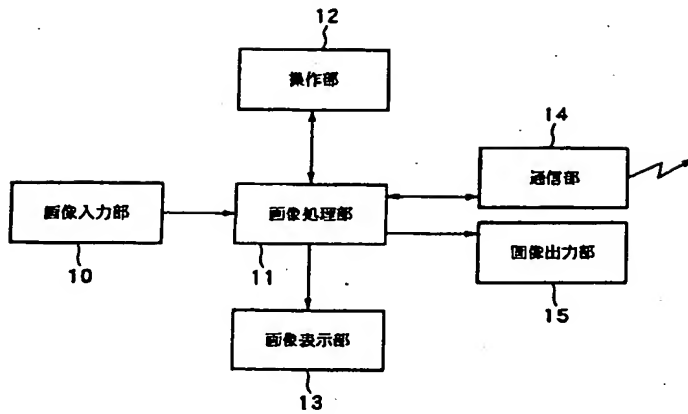 12
操作部
14
通信部
画像入力部
画像処理部
画像出力部
10
11
15
画像表示部
13